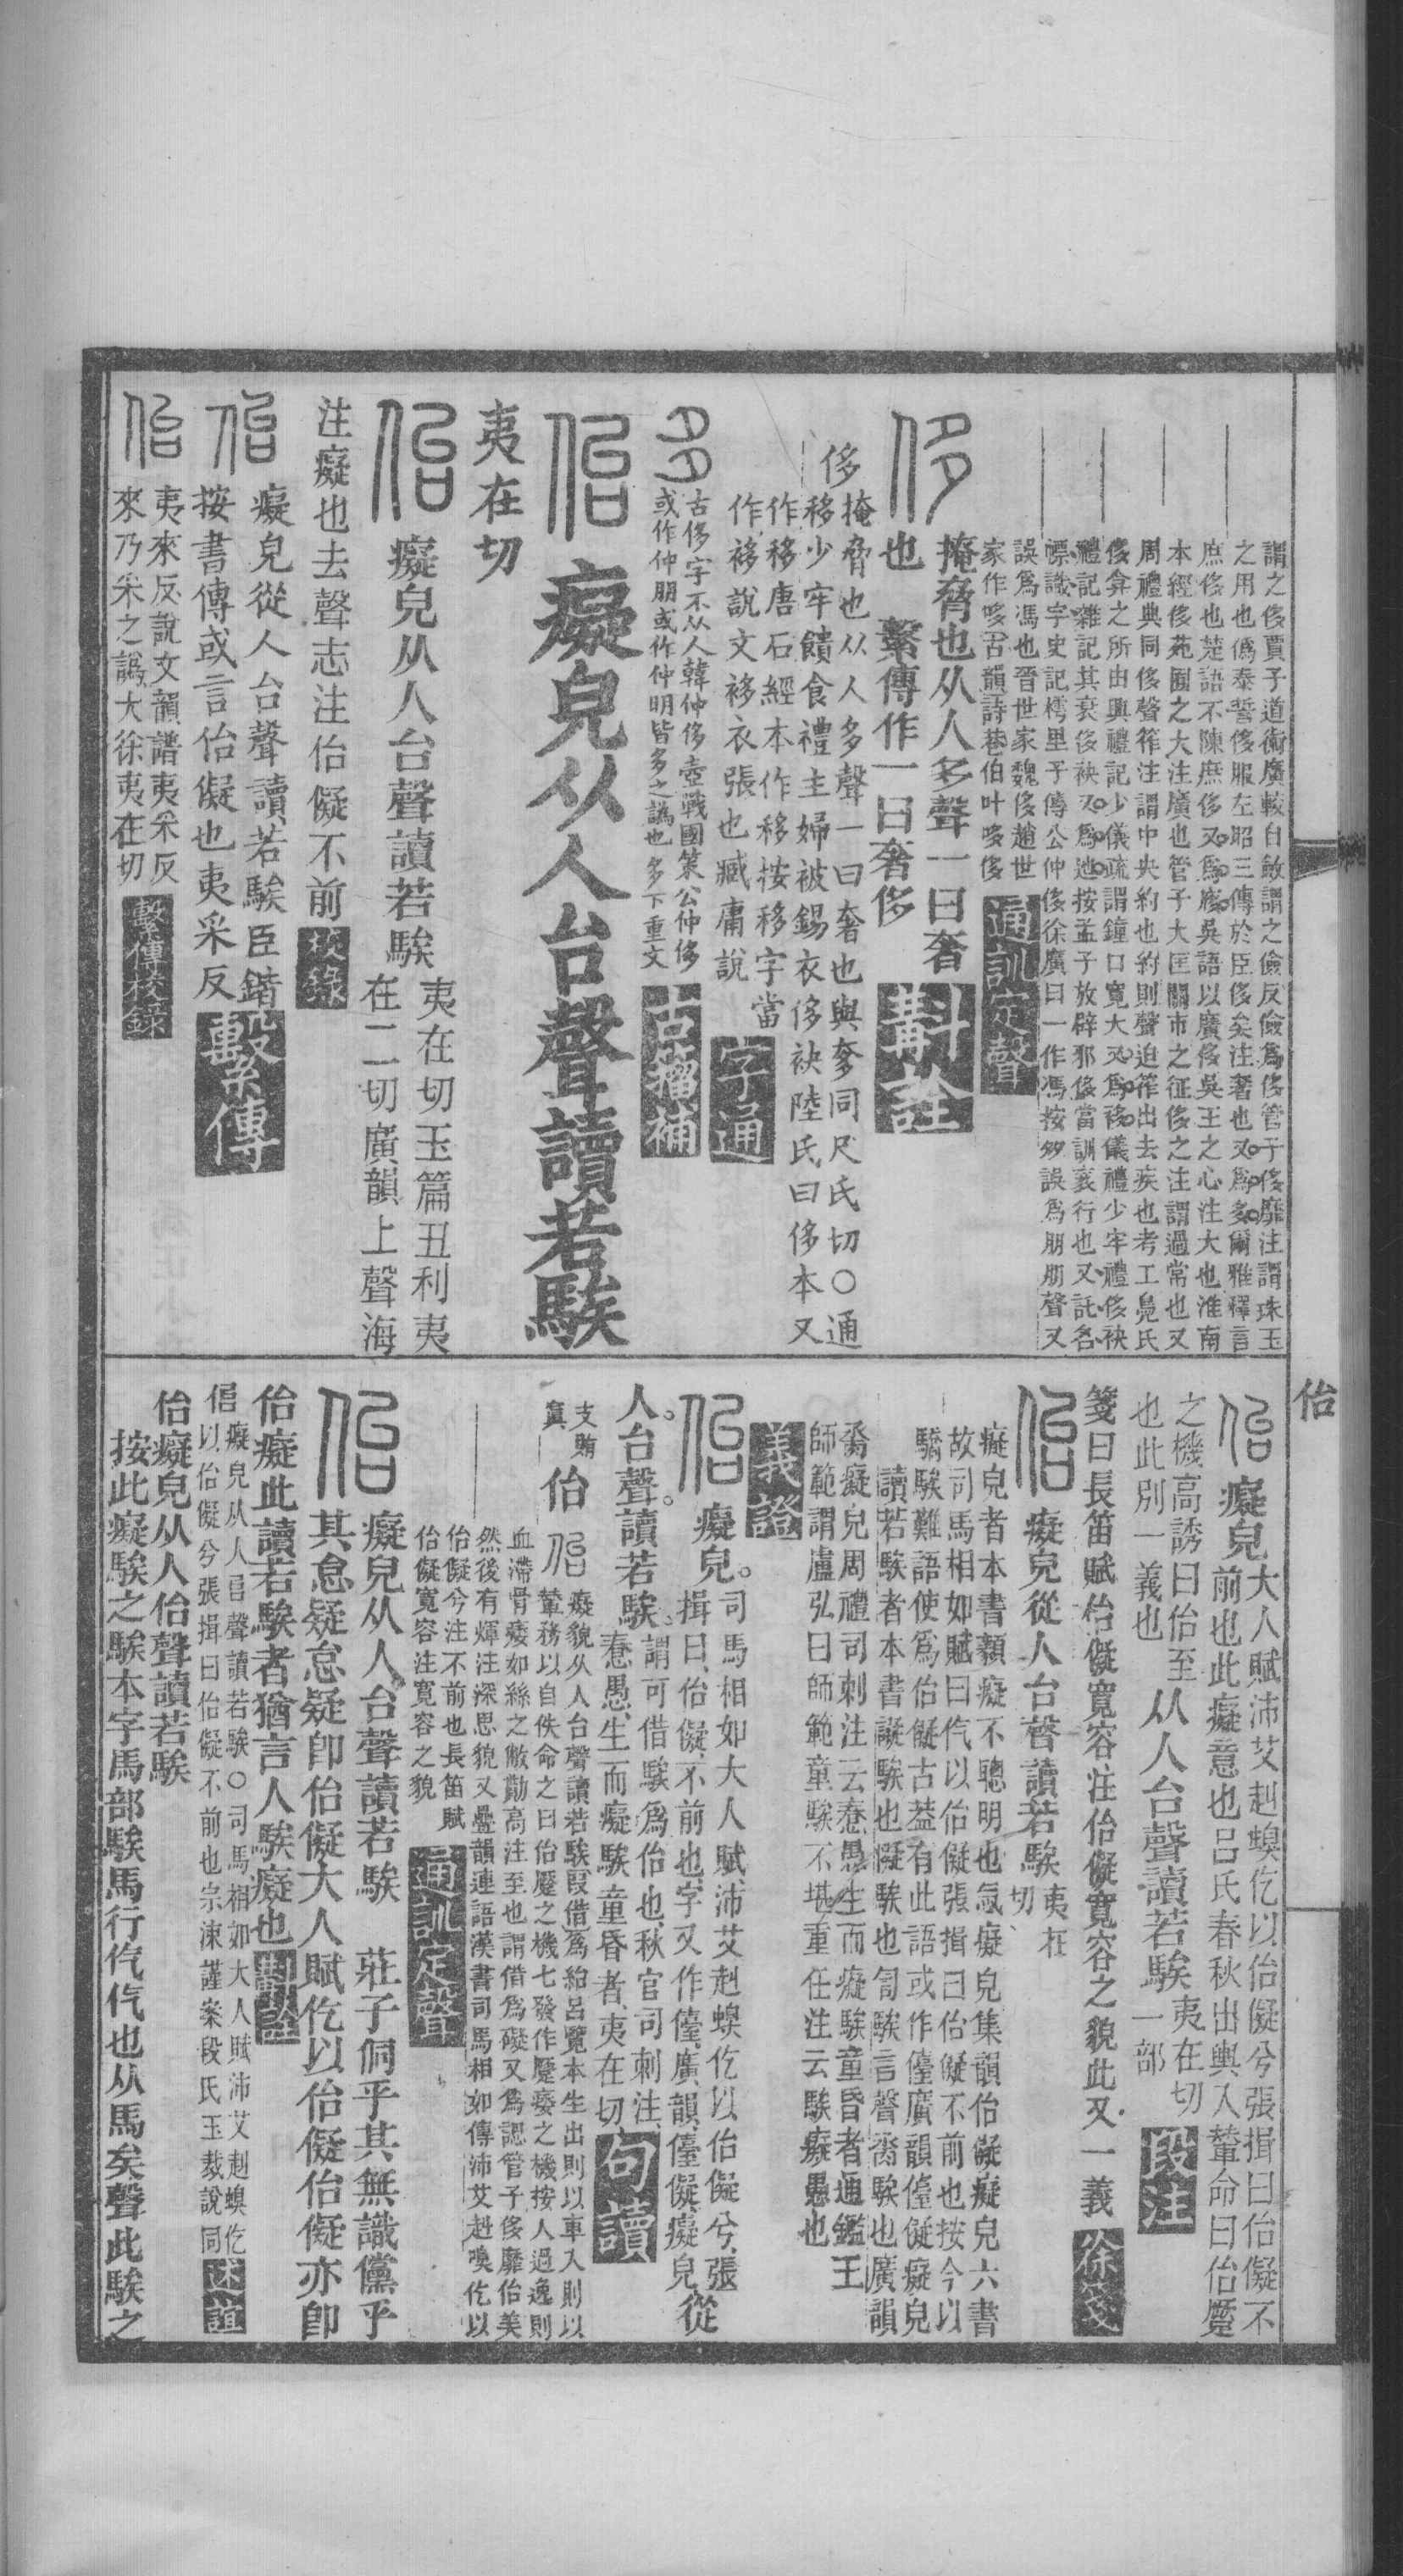 謂之侈賈子道術廣較自斂謂之儉反儉爲侈管子侈靡注謂珠玉
之用也僞泰誓侈服左昭三傳於臣侈矣注奢也又爲多爾雅釋言
庶侈也楚語不陳庶侈又爲廖吳語以廣侈吳王之心注大也淮南
本經侈苑囿之大注廣也管子大匡關市之征侈之注謂過常也又
周禮典同侈聲筰注謂中央約也約則聲迫筰出去疾也考工鳧氏
侈弇之所由興禮記少儀疏謂鐘口寬大又爲移儀禮少牢禮侈袂
禮記雜記其衰侈袂又爲迆按孟子放辟邪侈當訓衺行也又託名
幖識字史記樗里子傳公仲侈徐廣曰一作馮按多誤爲朋朋聲又
誤爲馮也晉世家魏侈趙世
家作哆古韻詩巷伯叶哆侈
通訓定聲
掩脅也从人多聲一曰奢
也 繫傳作一曰奢侈
斠詮
侈
掩脅也从人多聲一曰奢也與奓同尺氏切○通
移少牢饋食禮主婦被錫衣侈袂陸氏曰侈本又
作移唐石經本作移按移字當
作袳說文袳衣張也臧庸說
字通
古侈字不从人韓仲侈壺戰國策公仲侈
或作仲朋或作仲明皆多之譌也多下重文
古籀補
癡皃从人台聲讀若騃
夷在切
癡皃从人台聲讀若騃
夷在切玉篇丑利夷
在二切廣韻上聲海
注癡也去聲志注佁儗不前
校錄
癡皃從人台聲讀若騃臣鍇
按書傳或言佁儗也夷采反
繫傳
夷來反說文韻譜夷采反
來乃采之譌大徐夷在切
繫傳校錄
佁
癡皃
大人賦沛艾赳螑仡以佁儗兮張揖曰佁儗不
前也此癡意也呂氏春秋出輿入輦命曰佁蹷
之機高誘曰佁至
也此別一義也
从人台聲讀若騃
夷在切
一部
段注
箋曰長笛賦佁儗寬容注佁儗寬容之貌此又一義
徐箋
癡皃從人台聲讀若騃
夷在
切
癡皃者本書䫉癡不聰明也忥癡皃集韻佁儗癡皃六書
故司馬相如賦曰仡以佁儗張揖曰佁儗不前也按今以
驕騃難語使爲佁儗古葢有此語或作儓廣韻儓儗癡皃
讀若騃者本書譺騃也儗騃也訇騃言聲䛟騃也廣韻
䛟癡皃周禮司刺注云惷愚生而癡騃童昏者通鑑王
師範謂盧弘曰師範童騃不堪重任注云騃癡愚也
義證
癡皃。
司馬相如大人賦、沛艾赳螑仡以佁儗兮、張
揖曰、佁儗、不前也、字又作儓、廣韻、儓儗、癡皃、
從
人。台聲。讀若騃。
謂可借騃爲佁也、秋官司刺注、
惷愚、生而癡騃童昏者、夷在切、
句讀
支賄
寘
佁
癡貌从人台聲讀若騃叚借爲紿呂覽本生出則以車入則以
輦務以自佚命之曰佁蹷之機七發作蹷痿之機按人過逸則
血滯骨痿如絲之敝勩高注至也謂借爲礙又爲詒管子侈靡佁美
然後有煇注深思貌又疊韻連語漢書司馬相如傳沛艾赳螑仡以
佁儗今注不前也長笛賦
佁儗寬容注寬容之貌
通訓定聲
癡皃从人台聲讀若騃　莊子侗乎其無識儻乎
其怠疑怠疑卽佁儗大人賦仡以佁儗佁儗亦卽
佁癡此讀若騃者猶言人騃癡也
斠詮
佁
癡皃从人㠯聲讀若騃○司馬相如大人賦沛艾赳螑仡
以佁儗兮張揖曰佁儗不前也宗涑謹案段氏玉裁說同
述誼
佁癡皃从人佁聲讀若騃
按此癡騃之騃本字馬部騃馬行仡仡也从馬矣聲此騃之